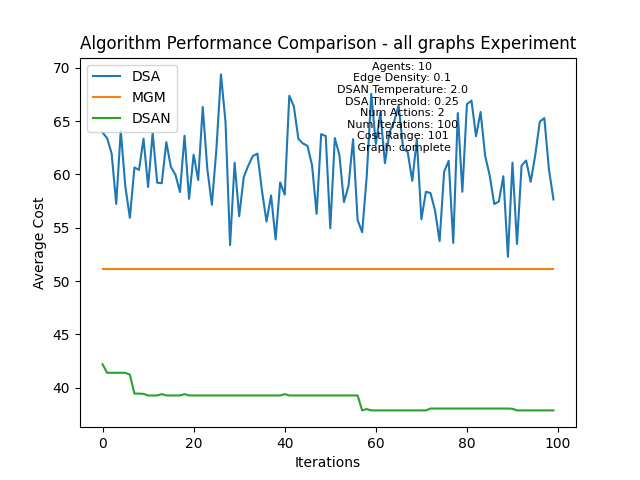 Algorithm Performance Comparison - all graphs Experiment
DSA
MGM
DSAN
Agents: 10
Edge Density: 0.1
DSAN Temperature: 2.0
DSA Threshold: 0.25
Num Actions: 2
Num Iterations: 100
Cost Range: 101
Graph: complete
70
65
60
55
50
45
40
Average Cost
0 20 40 60 80 100
Iterations